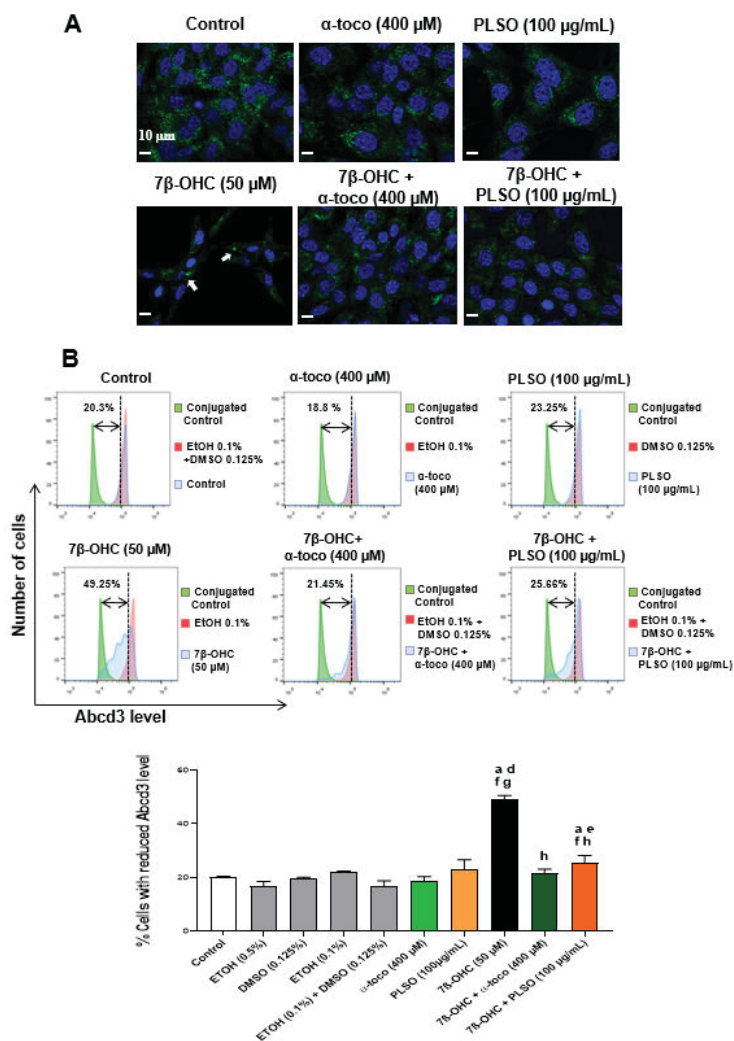 A
Control
α-toco (400 µM)
PLSO (100 µg/mL)
10 µm
7β-OHC (50 µM)
7β-OHC +
α-toco (400 µM)
7β-OHC +
PLSO (100 µg/mL)
B
Control
α-toco (400 µM)
PLSO (100 µg/mL)
20.3%
Conjugated
Control
EtOH 0.1%
+DMSO 0.125%
Control
18.8 %
Conjugated
Control
EtOH 0.1%
α-toco
(400 µM)
23.25%
Conjugated
Control
DMSO 0.125%
PLSO
(100 µg/mL)
Number of cells
7β-OHC (50 µM)
7β-OHC+
α-toco (400 µM)
7β-OHC +
PLSO (100 µg/mL)
49.25%
Conjugated
Control
EtOH 0.1%
7β-OHC
(50 µM)
21.45%
Conjugated
Control
EtOH 0.1% +
DMSO 0.125%
7β-OHC +
α-toco (400 µM)
25.66%
Conjugated
Control
EtOH 0.1% +
DMSO 0.125%
7β-OHC +
PLSO (100 µg/mL)
Abcd3 level
% Cells with reduced Abcd3 level
60
40
20
0
a d
f g
h
a e
f h
Control
ETOH (0.5%)
DMSO (0.125%)
ETOH (0.1%)
ETOH (0.1%) + DMSO (0.125%)
α-toco (400 µM)
PLSO (100µg/mL)
7ß-OHC (50 µM)
7ß-OHC + α-toco (400 µM)
7ß-OHC + PLSO (100 µg/mL)